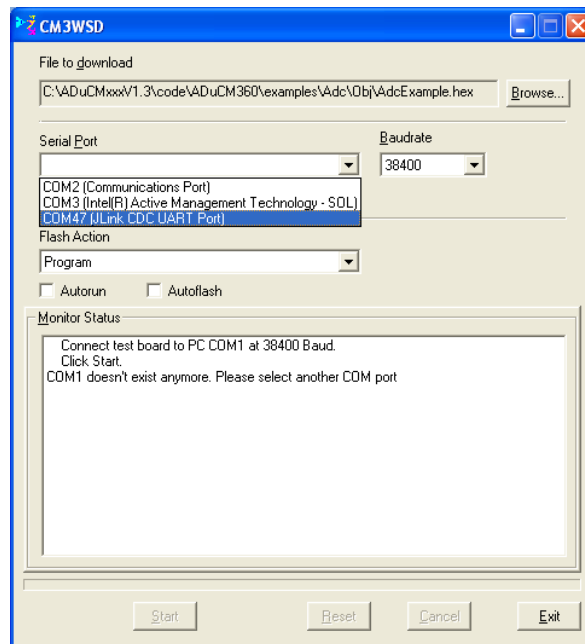 CM3WSD
File to download
C:\ADuCMxxxV1.3\code\ADuCM360\examples\Adc\Obj\AdcExample.hex
Browse...
Serial Port
Baudrate
38400
COM2 (Communications Port)
COM3 (Intel(R) Active Management Technology - SOL)
COM47 (JLink CDC UART Port)
Flash Action
Program
Autorun
Autoflash
Monitor Status
Connect test board to PC COM1 at 38400 Baud.
Click Start.
COM1 doesn't exist anymore. Please select another COM port
Start
Reset
Cancel
Exit